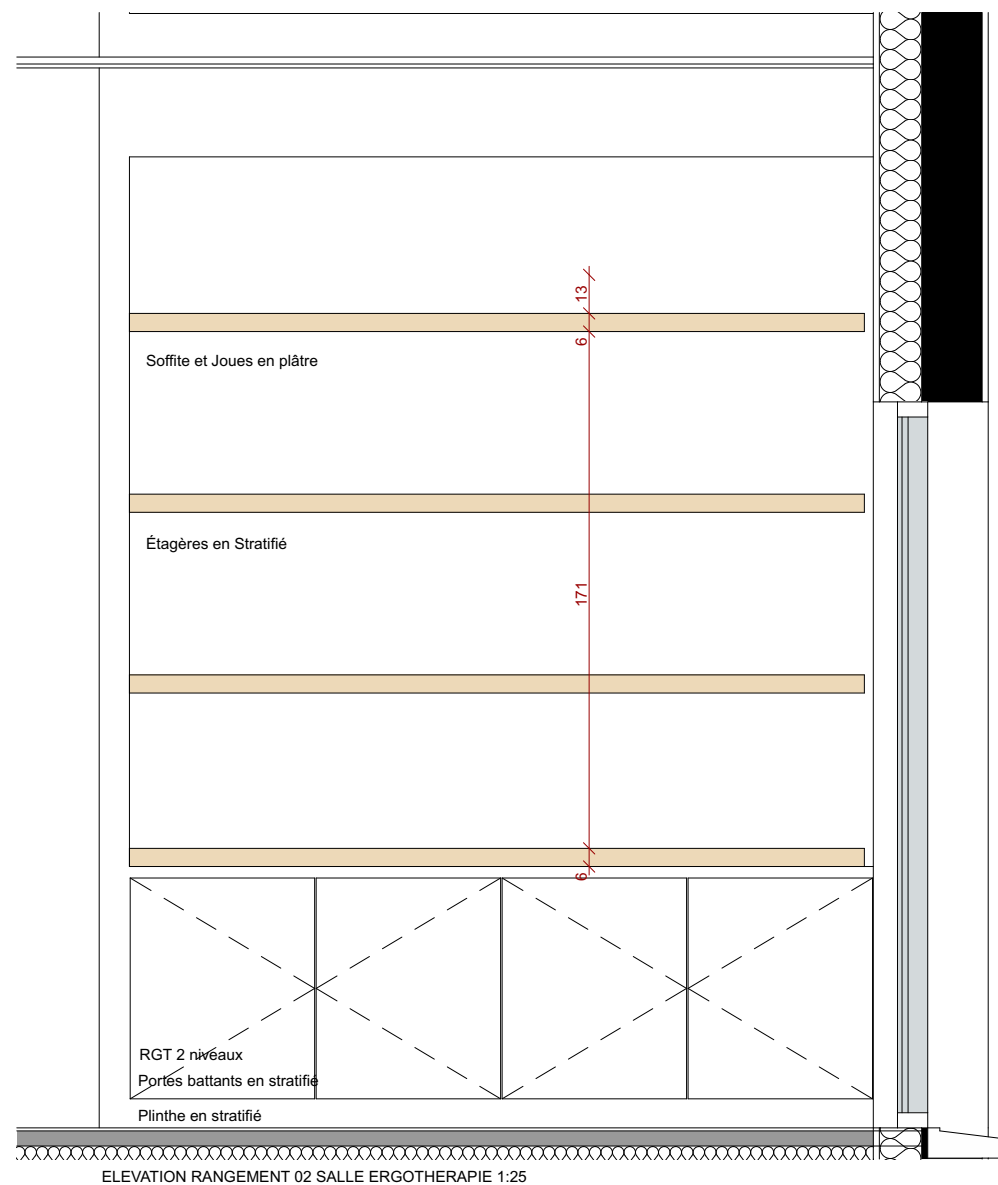 13
6
Soffite et Joues en plâtre
Étagères en Stratifié
171
6
RGT 2 niveaux
Portes battants en stratifié
Plinthe en stratifié
ELEVATION RANGEMENT 02 SALLE ERGOTHERAPIE 1:25